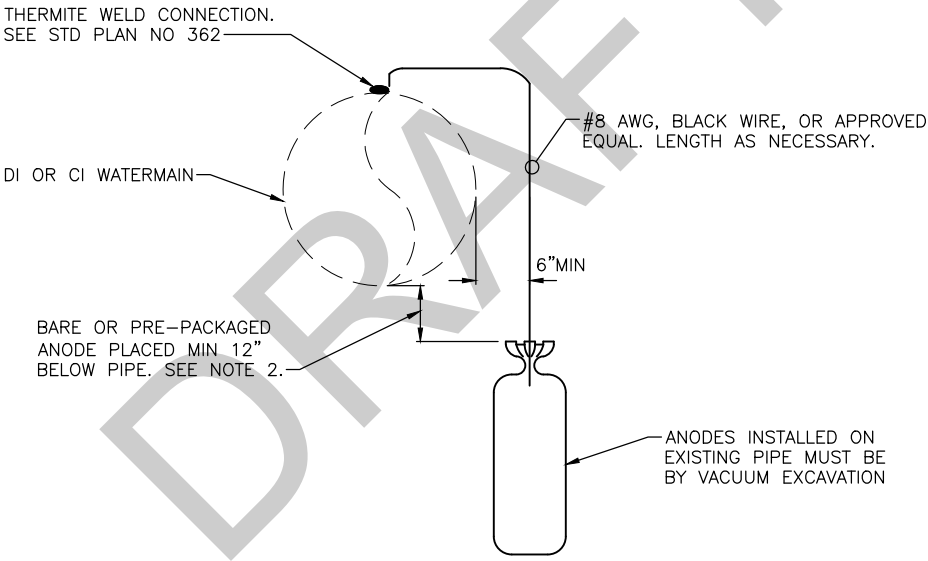 THERMITE WELD CONNECTION.
SEE STD PLAN NO 362
#8 AWG, BLACK WIRE, OR APPROVED
EQUAL. LENGTH AS NECESSARY.
DI OR CI WATERMAIN
6"MIN
BARE OR PRE-PACKAGED
ANODE PLACED MIN 12"
BELOW PIPE. SEE NOTE 2.
ANODES INSTALLED ON
EXISTING PIPE MUST BE
BY VACUUM EXCAVATION
DRAFT